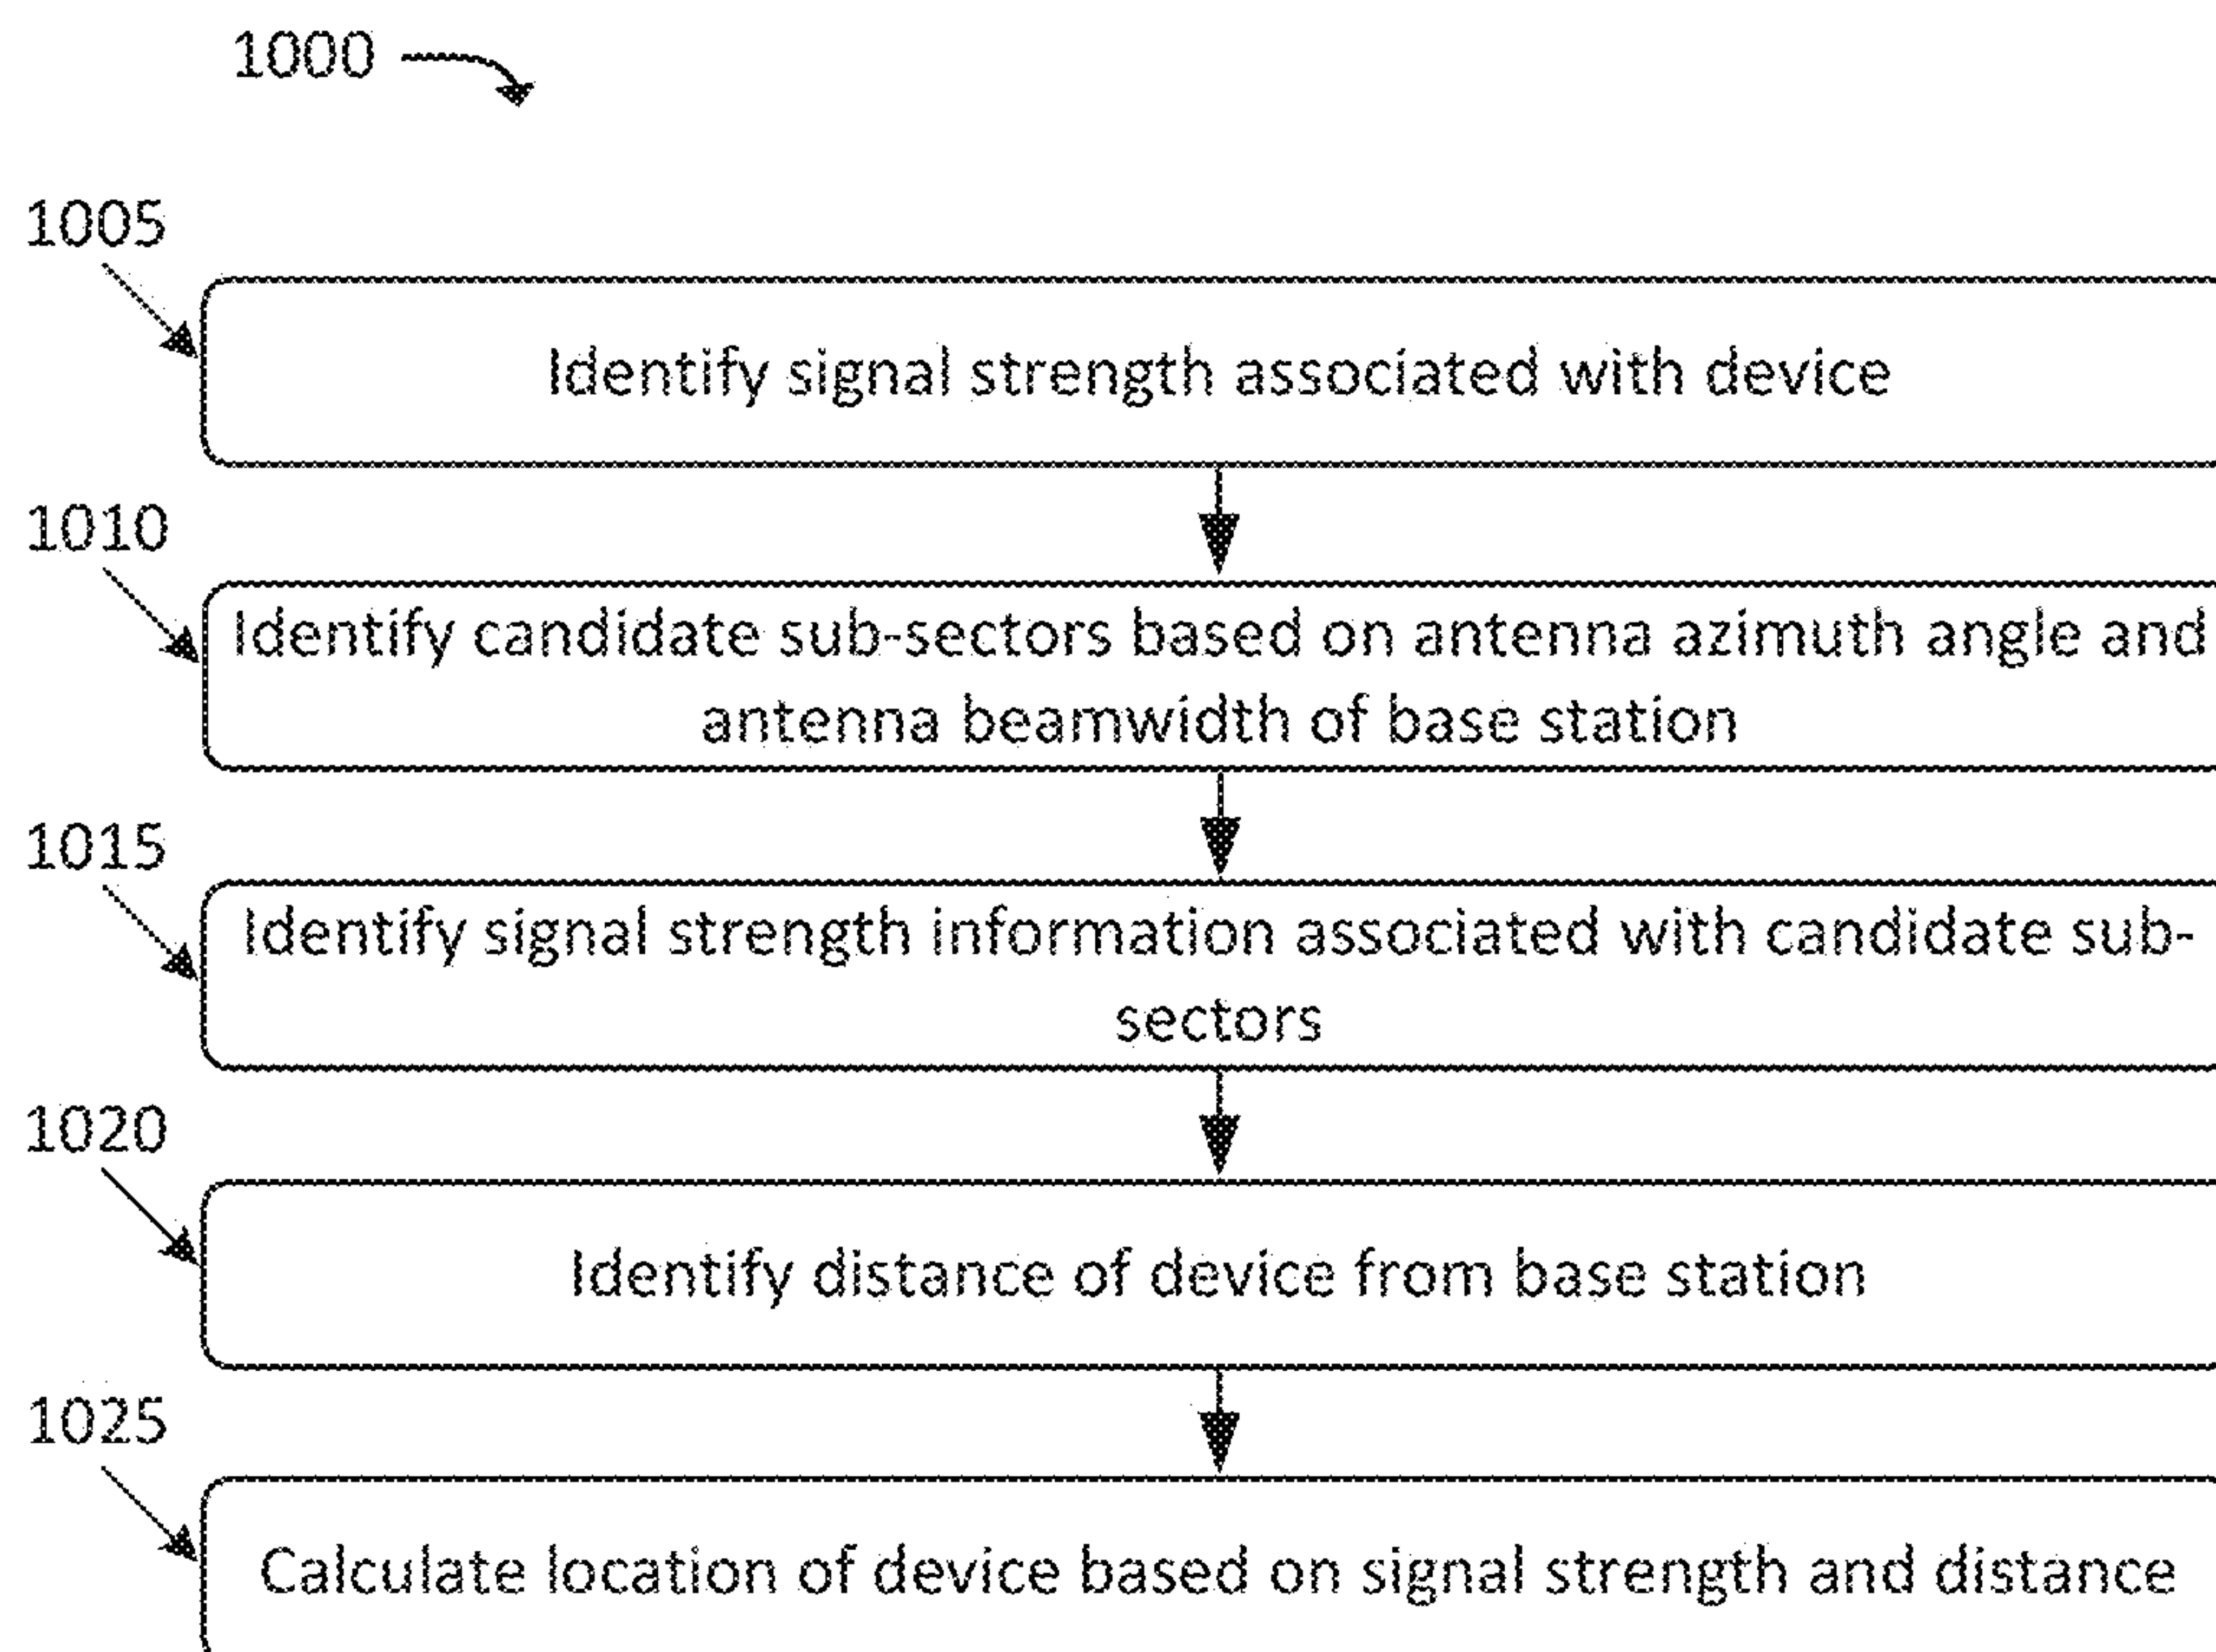 1000
1005
Identify signal strength associated with device
1010
Identify candidate sub-sectors based on antenna azimuth angle and
antenna beamwidth of base station
1015
Identify signal strength information associated with candidate sub-
sectors
1020
Identify distance of device from base station
1025
Calculate location of device based on signal strength and distance